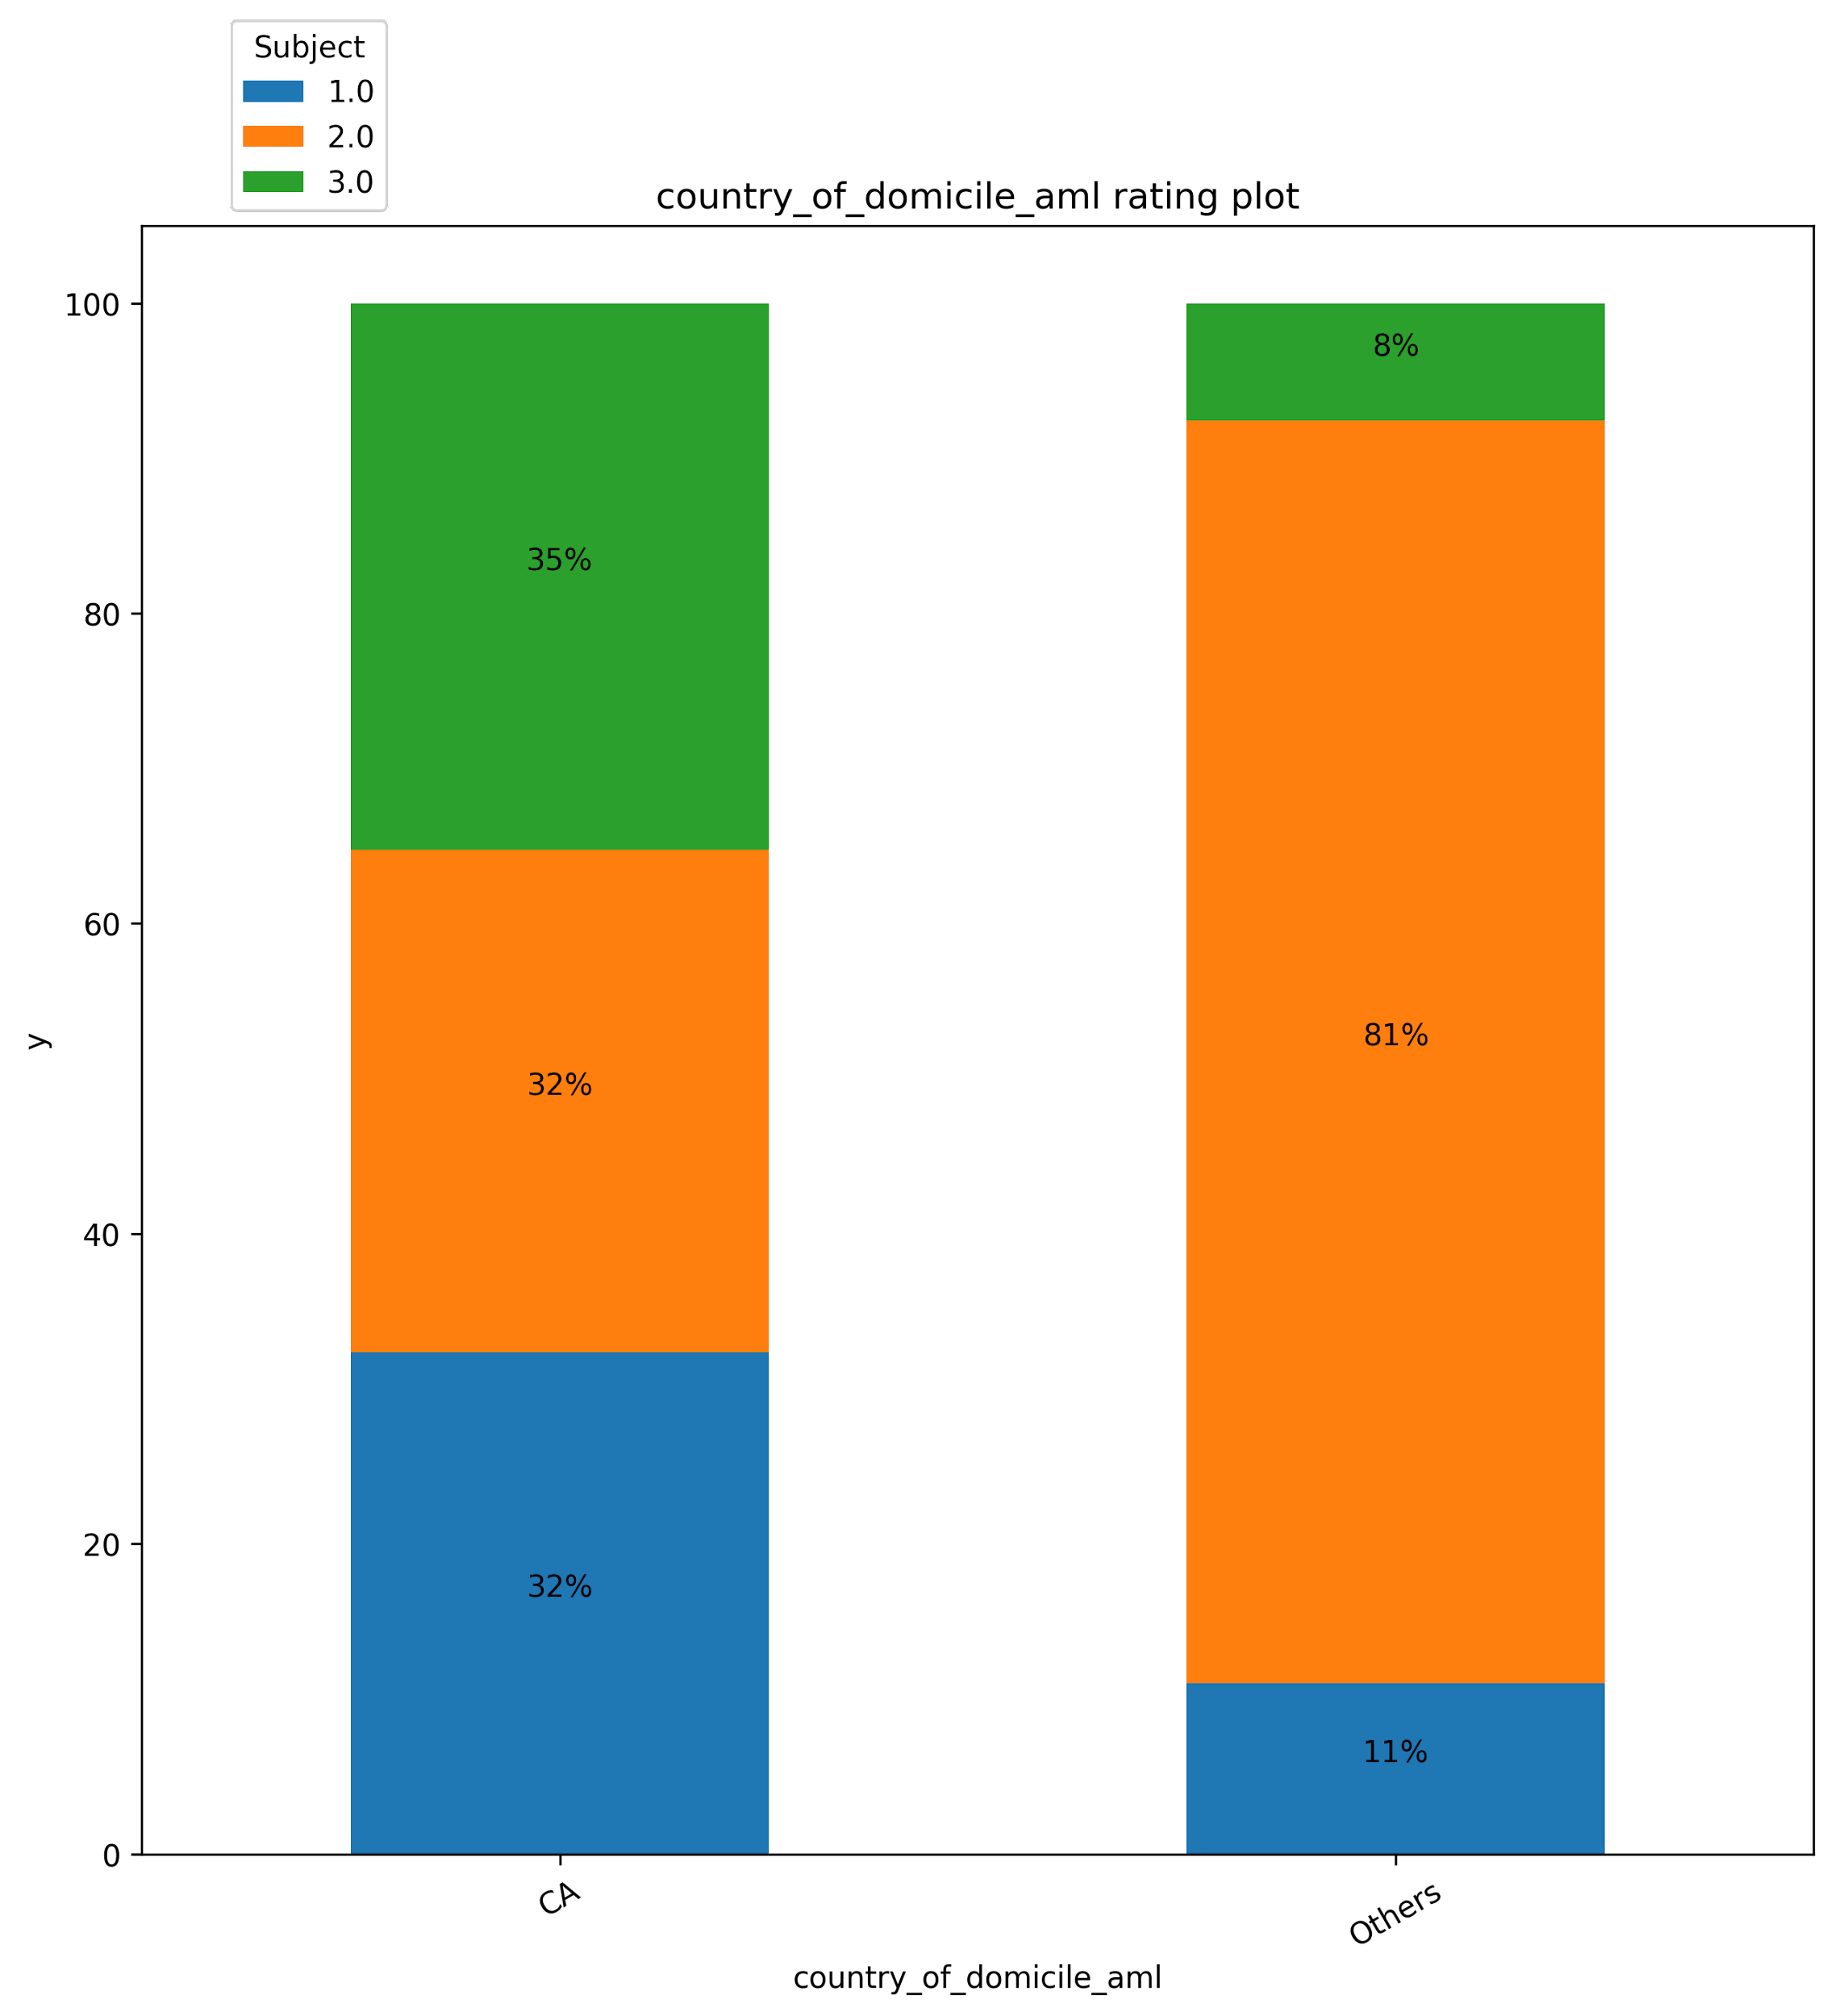 Subject
1.0
2.0
3.0
country_of_domicile_aml rating plot
100
80
60
40
20
0
y
35%
32%
32%
8%
81%
11%
CA
Others
country_of_domicile_aml